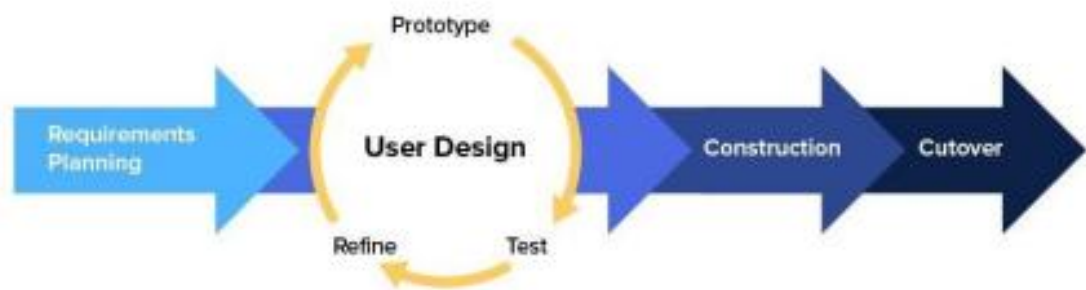 Prototype
Requirements
Planning
User Design
Construction
Cutover
Refine
Test